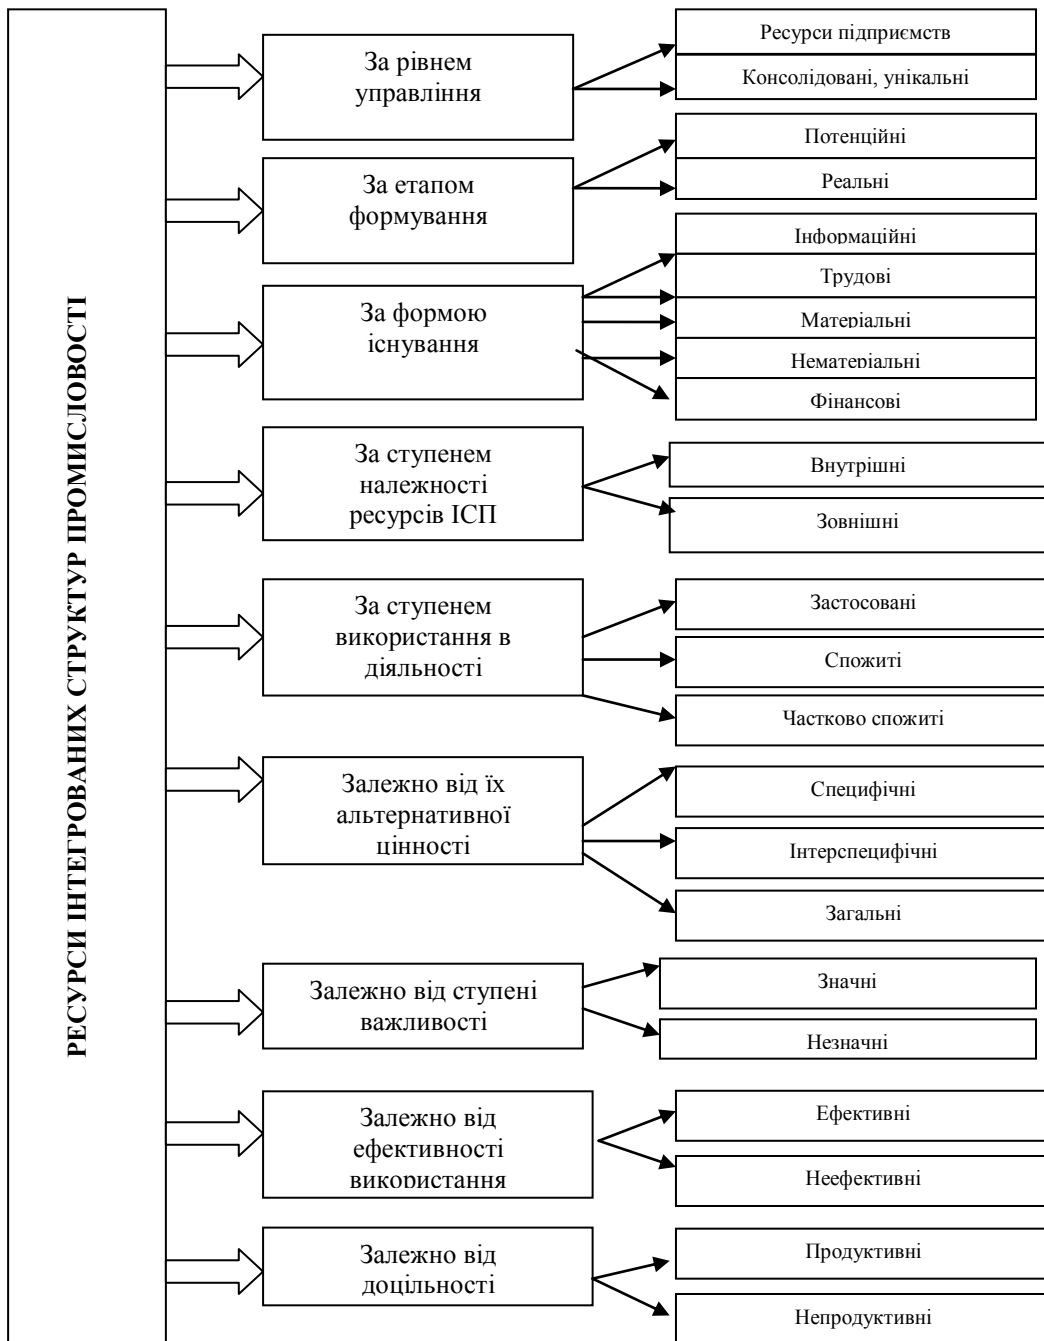 РЕСУРСИ ІНТЕГРОВАНИХ СТРУКТУР ПРОМИСЛОВОСТІ
За рівнем
управління
Ресурси підприємств
Консолідовані, унікальні
За етапом
формування
Потенційні
Реальні
За формою
існування
Інформаційні
Трудові
Матеріальні
Нематеріальні
Фінансові
За ступенем
належності
ресурсів ІСП
Внутрішні
Зовнішні
За ступенем
використання в
діяльності
Застосовані
Спожиті
Частково спожиті
Залежно від їх
альтернативної
цінності
Специфічні
Інтерспецифічні
Загальні
Залежно від ступені
важливості
Значні
Незначні
Залежно від
ефективності
використання
Ефективні
Неефективні
Залежно від
доцільності
Продуктивні
Непродуктивні